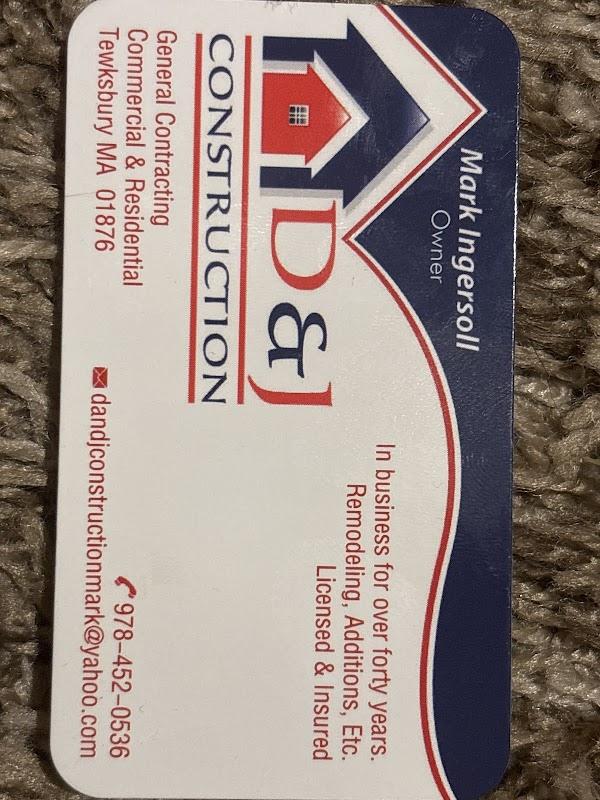 Mark Ingersoll
Owner
D & J
CONSTRUCTION
In business for over forty years.
Remodeling, Additions, Etc.
Licensed & Insured
General Contracting
Commercial & Residential
Tewksbury MA 01876
978-452-0536
dandjconstructionmark@yahoo.com